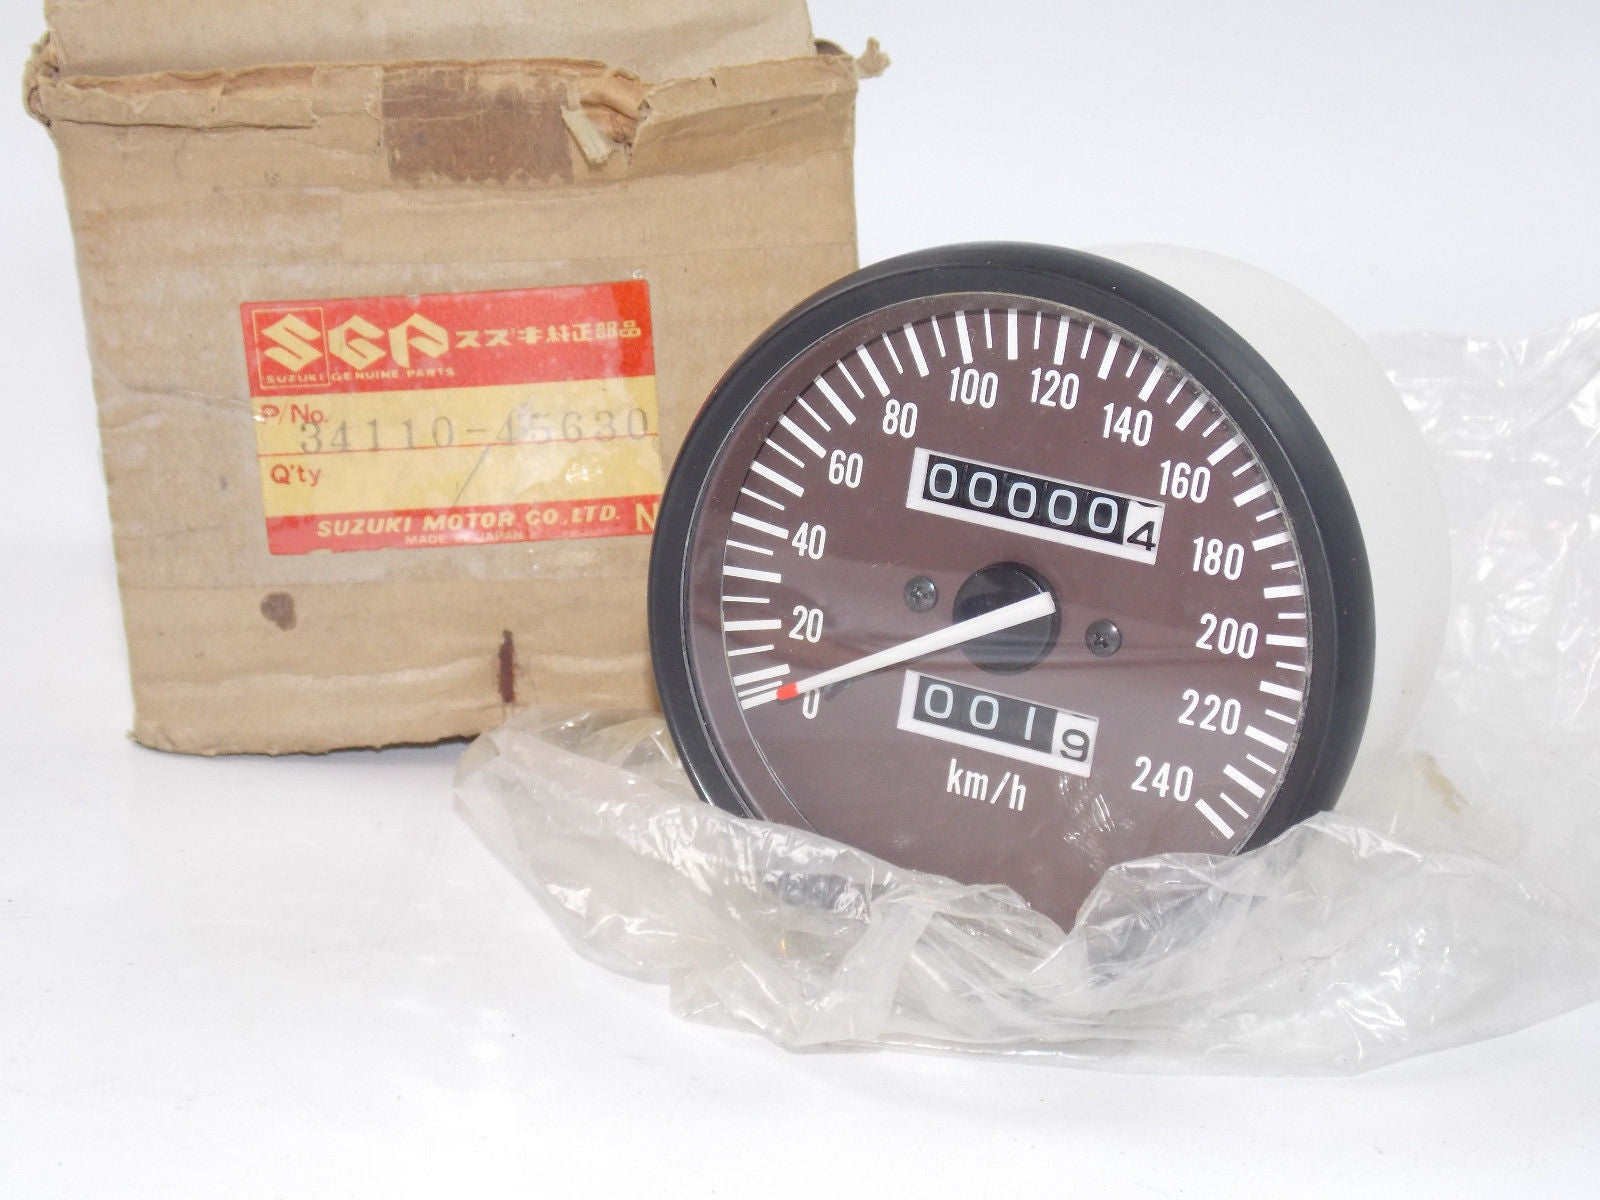 SGP スズキ純正部品
SUZUKI GENUINE PARTS
P/No.
34110-45630
Q'ty
SUZUKI MOTOR CO.,LTD. N
MADE IN JAPAN
0
20
40
60
80
100
120
140
160
180
200
220
240
000004
0019
km/h